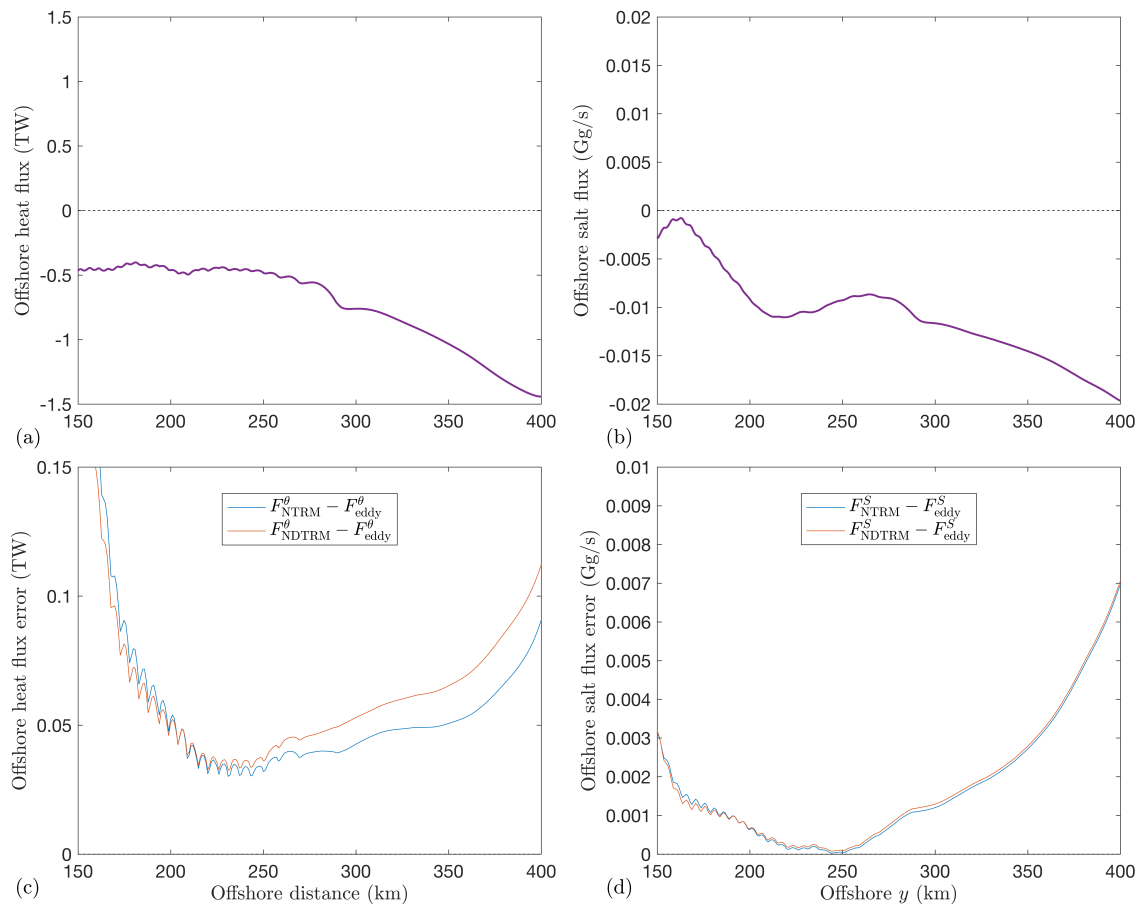 1.5
1
0.5
0
-0.5
-1
-1.5
Offshore heat flux (TW)
150 200 250 300 350 400
(a)
0.02
0.015
0.01
0.005
0
-0.005
-0.01
-0.015
-0.02
Offshore salt flux (Gg/s)
150 200 250 300 350 400
(b)
0.15
0.1
0.05
0
Offshore heat flux error (TW)
F^θ_NTRM − F^θ_eddy
F^θ_NDTRM − F^θ_eddy
150 200 250 300 350 400
(c)
Offshore distance (km)
0.01
0.009
0.008
0.007
0.006
0.005
0.004
0.003
0.002
0.001
0
Offshore salt flux error (Gg/s)
F^S_NTRM − F^S_eddy
F^S_NDTRM − F^S_eddy
150 200 250 300 350 400
(d)
Offshore y (km)